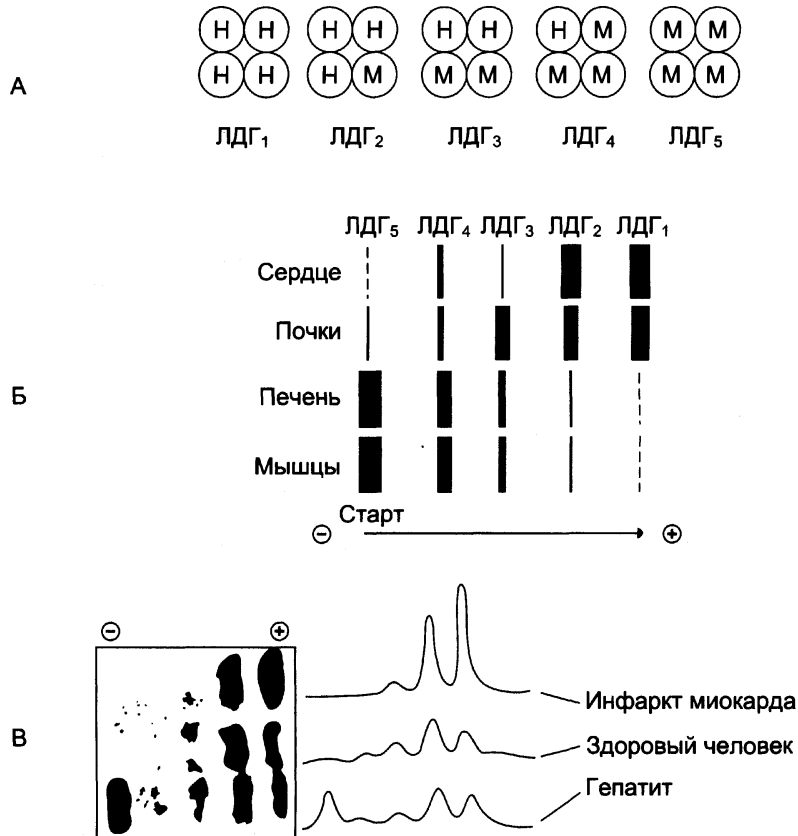 А
Н Н Н Н Н Н Н М М М
Н Н Н М М М М М М М
ЛДГ₁ ЛДГ₂ ЛДГ₃ ЛДГ₄ ЛДГ₅
Б
ЛДГ₅ ЛДГ₄ ЛДГ₃ ЛДГ₂ ЛДГ₁
Сердце
Почки
Печень
Мышцы
Старт
⊖ ⊕
В
⊖ ⊕
Инфаркт миокарда
Здоровый человек
Гепатит